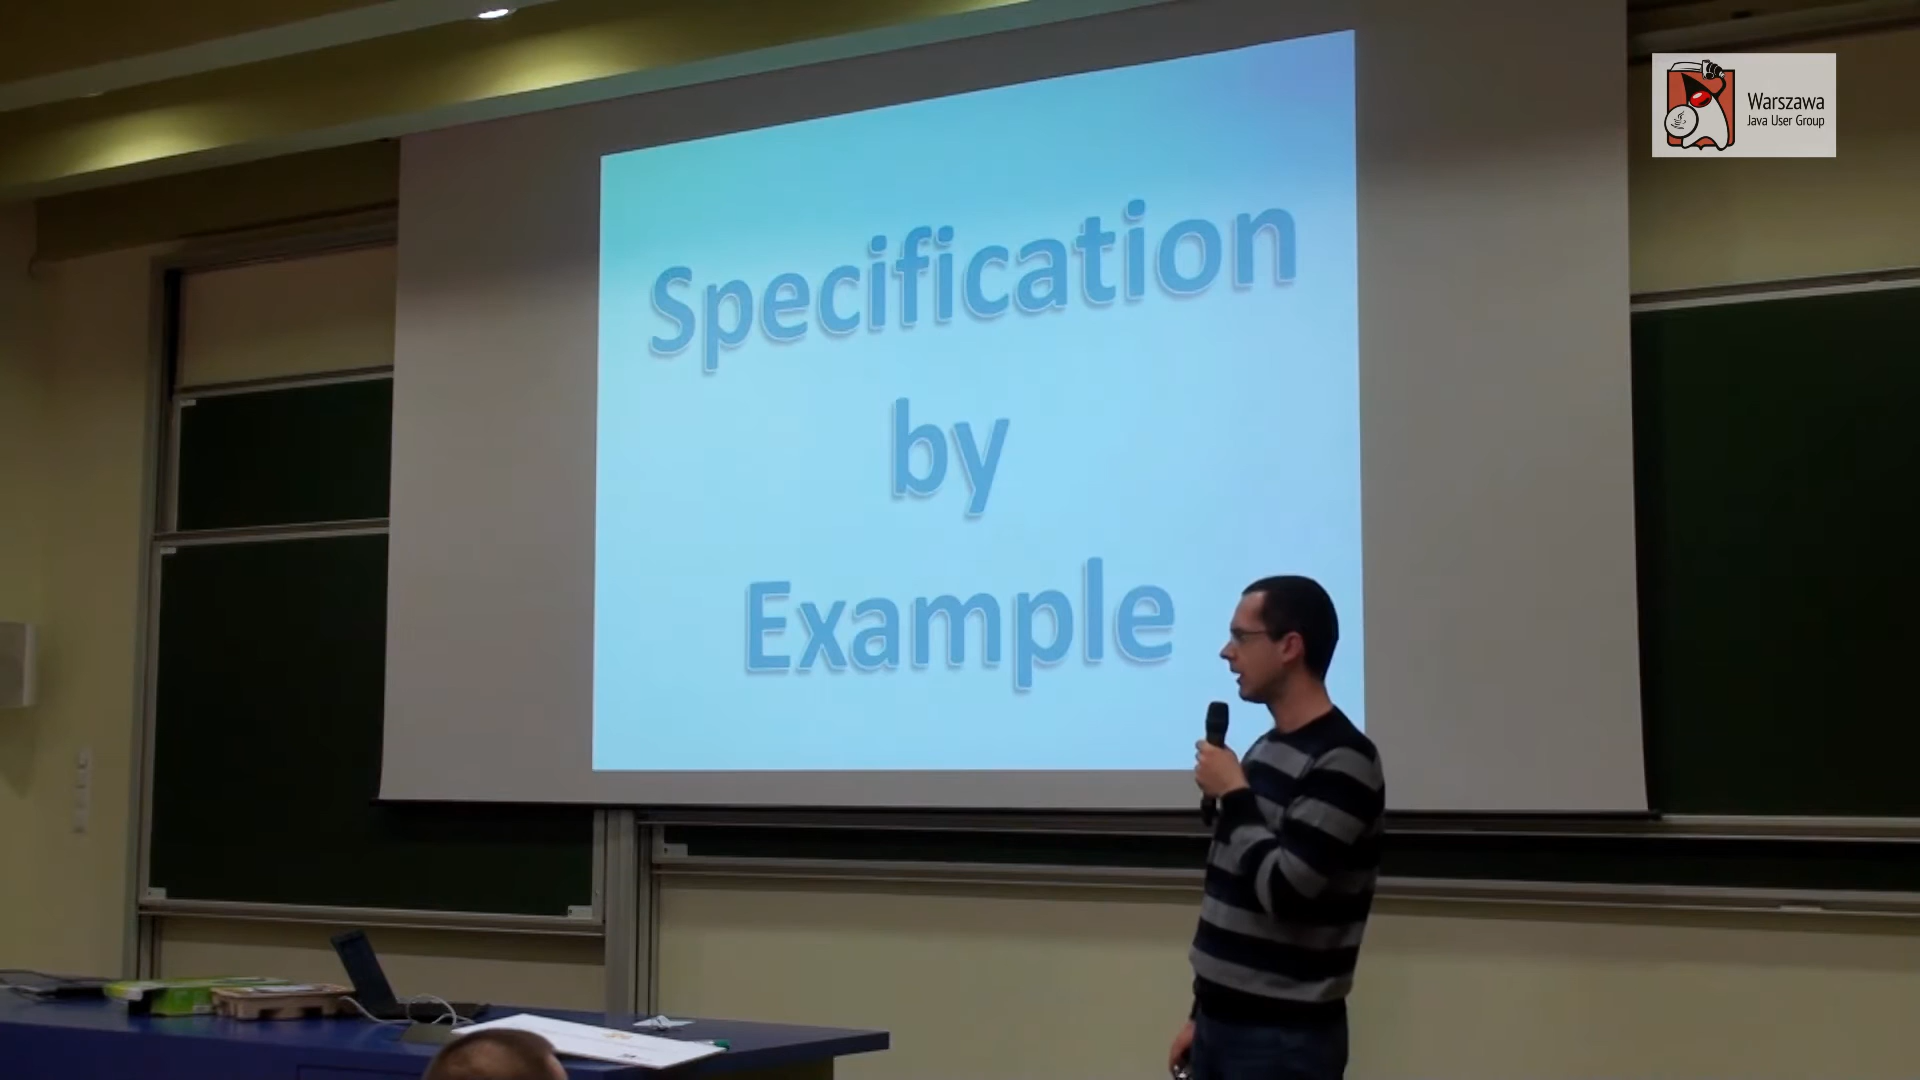 Specification
by
Example
Warszawa
Java User Group